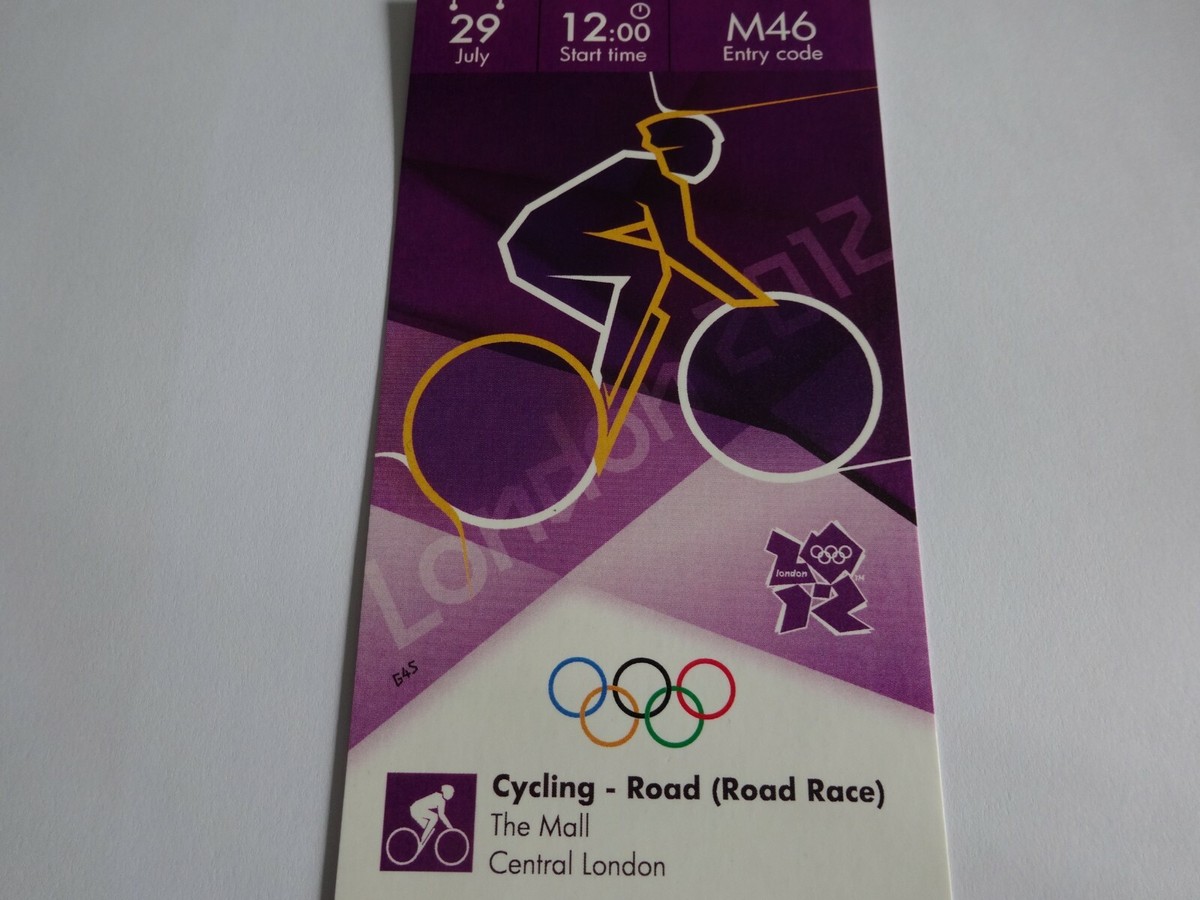 29
July
12:00
Start time
M46
Entry code
London 2012
london
G4S
Cycling - Road (Road Race)
The Mall
Central London